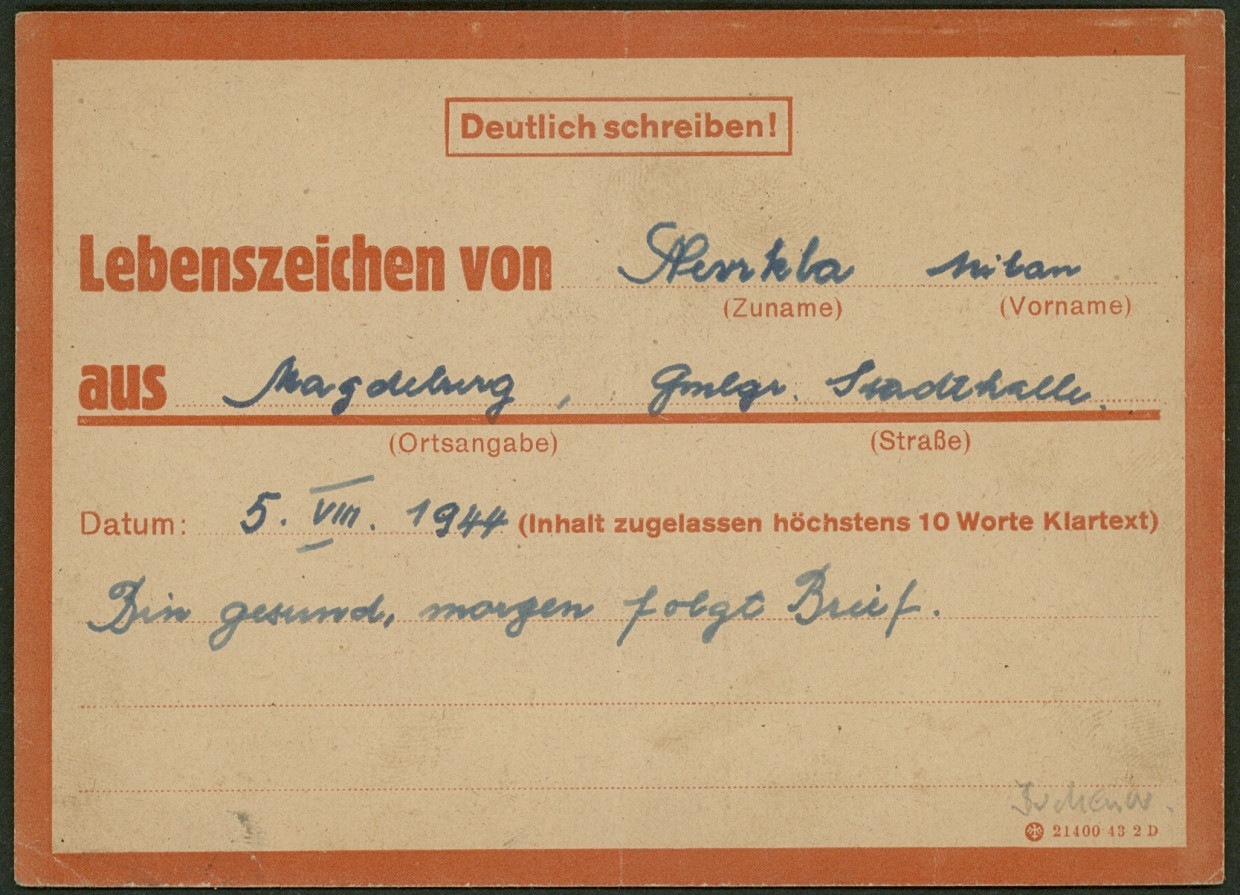 Deutlich schreiben!
Lebenszeichen von Milan
(Zuname) (Vorname)
aus Magdeburg, Gmlgr. Stadthalle.
(Ortsangabe) (Straße)
Datum: 5. VIII. 1944 (Inhalt zugelassen höchstens 10 Worte Klartext)
Bin gesund, morgen folgt Brief.
21400 43 2 D